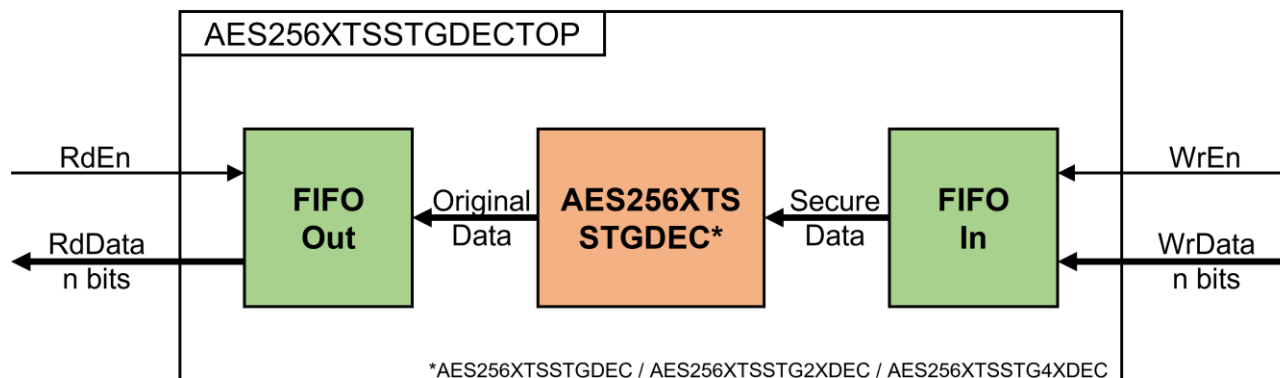 AES256XTSSTGDECTOP
RdEn
RdData
n bits
FIFO
Out
Original
Data
AES256XTS
STGDEC*
Secure
Data
FIFO
In
WrEn
WrData
n bits
*AES256XTSSTGDEC / AES256XTSSTG2XDEC / AES256XTSSTG4XDEC